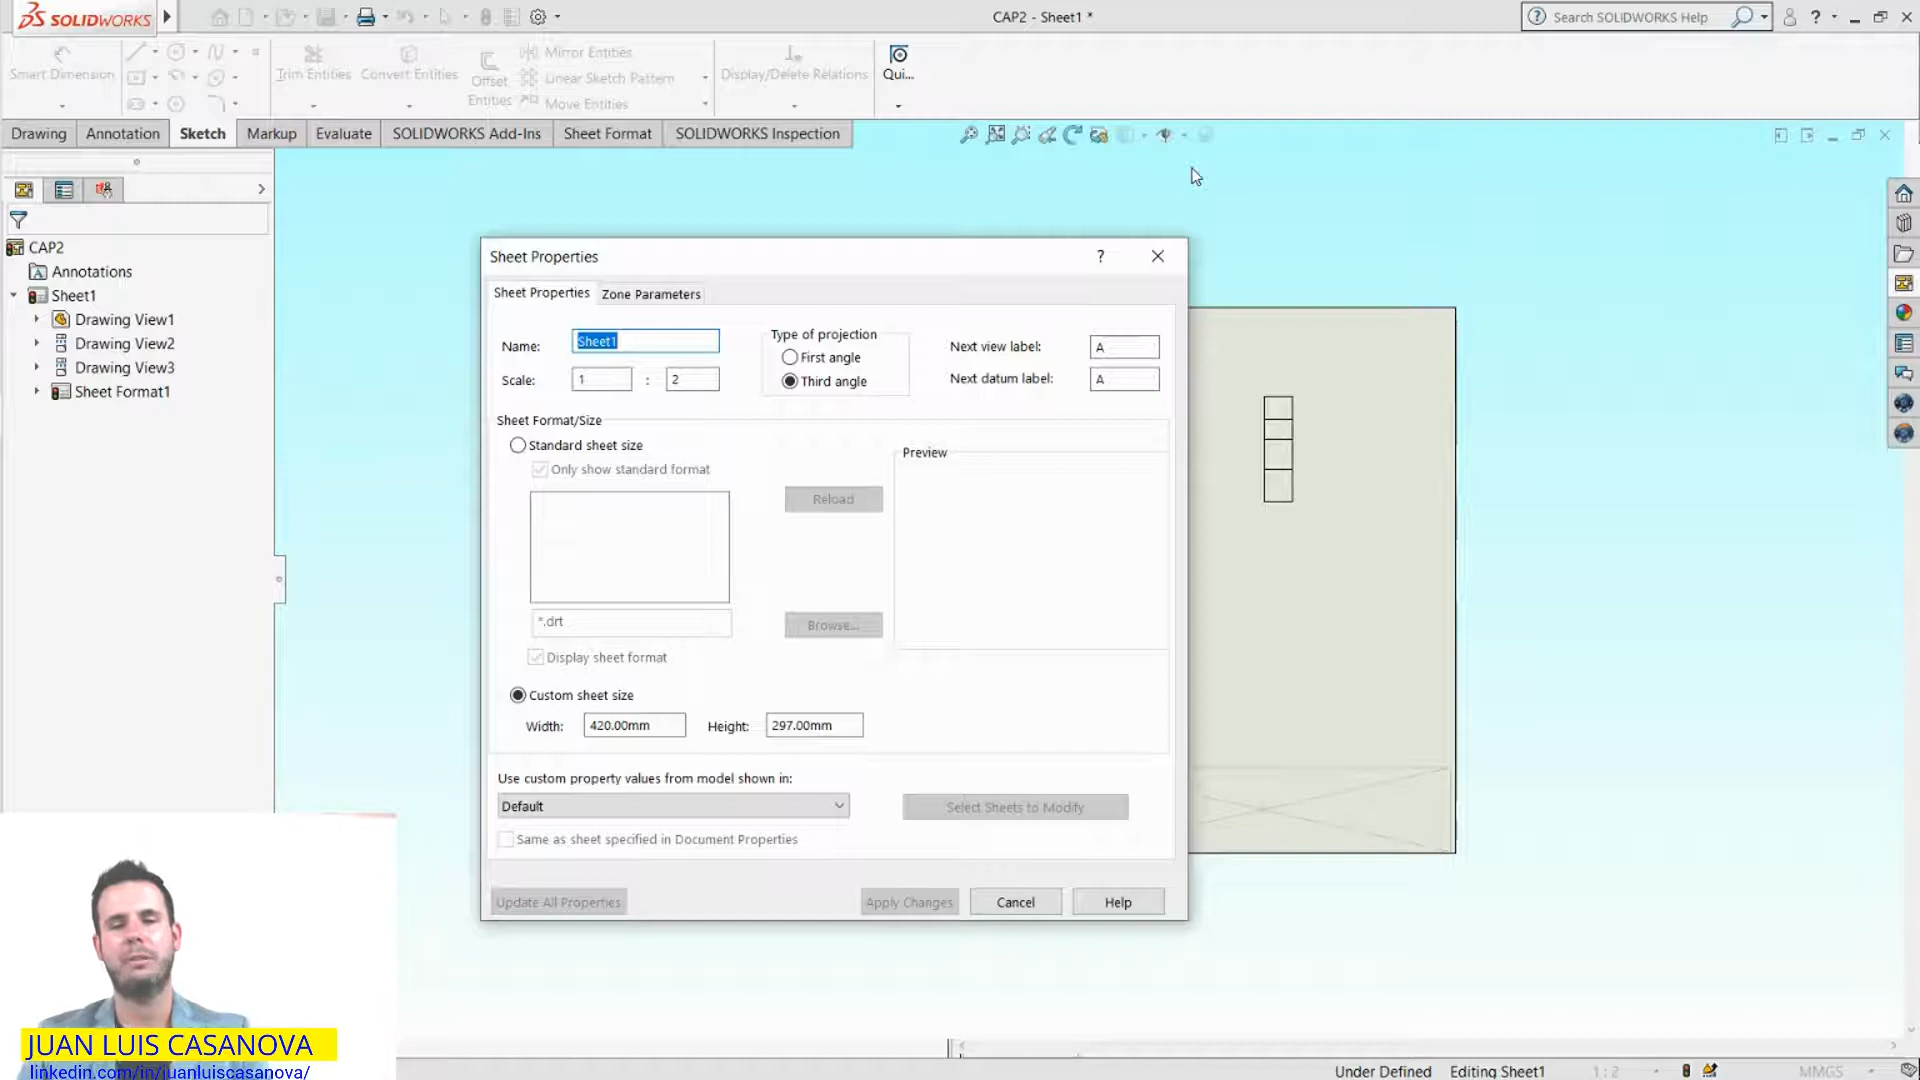 SOLIDWORKS
CAP2 - Sheet1 *
Search SOLIDWORKS Help
?
Smart Dimension
Trim Entities
Convert Entities
Offset
Entities
Mirror Entities
Linear Sketch Pattern
Move Entities
Display/Delete Relations
Qui...
Drawing
Annotation
Sketch
Markup
Evaluate
SOLIDWORKS Add-Ins
Sheet Format
SOLIDWORKS Inspection
CAP2
Annotations
Sheet1
Drawing View1
Drawing View2
Drawing View3
Sheet Format1
Sheet Properties
?
Sheet Properties
Zone Parameters
Name:
Sheet1
Scale:
1
:
2
Type of projection
First angle
Third angle
Next view label:
A
Next datum label:
A
Sheet Format/Size
Standard sheet size
Only show standard format
Reload
*.drt
Browse...
Display sheet format
Preview
Custom sheet size
Width:
420.00mm
Height:
297.00mm
Use custom property values from model shown in:
Default
Select Sheets to Modify
Same as sheet specified in Document Properties
Update All Properties
Apply Changes
Cancel
Help
JUAN LUIS CASANOVA
linkedin.com/in/juanluiscasanova/
Under Defined
Editing Sheet1
1 : 2
MMGS